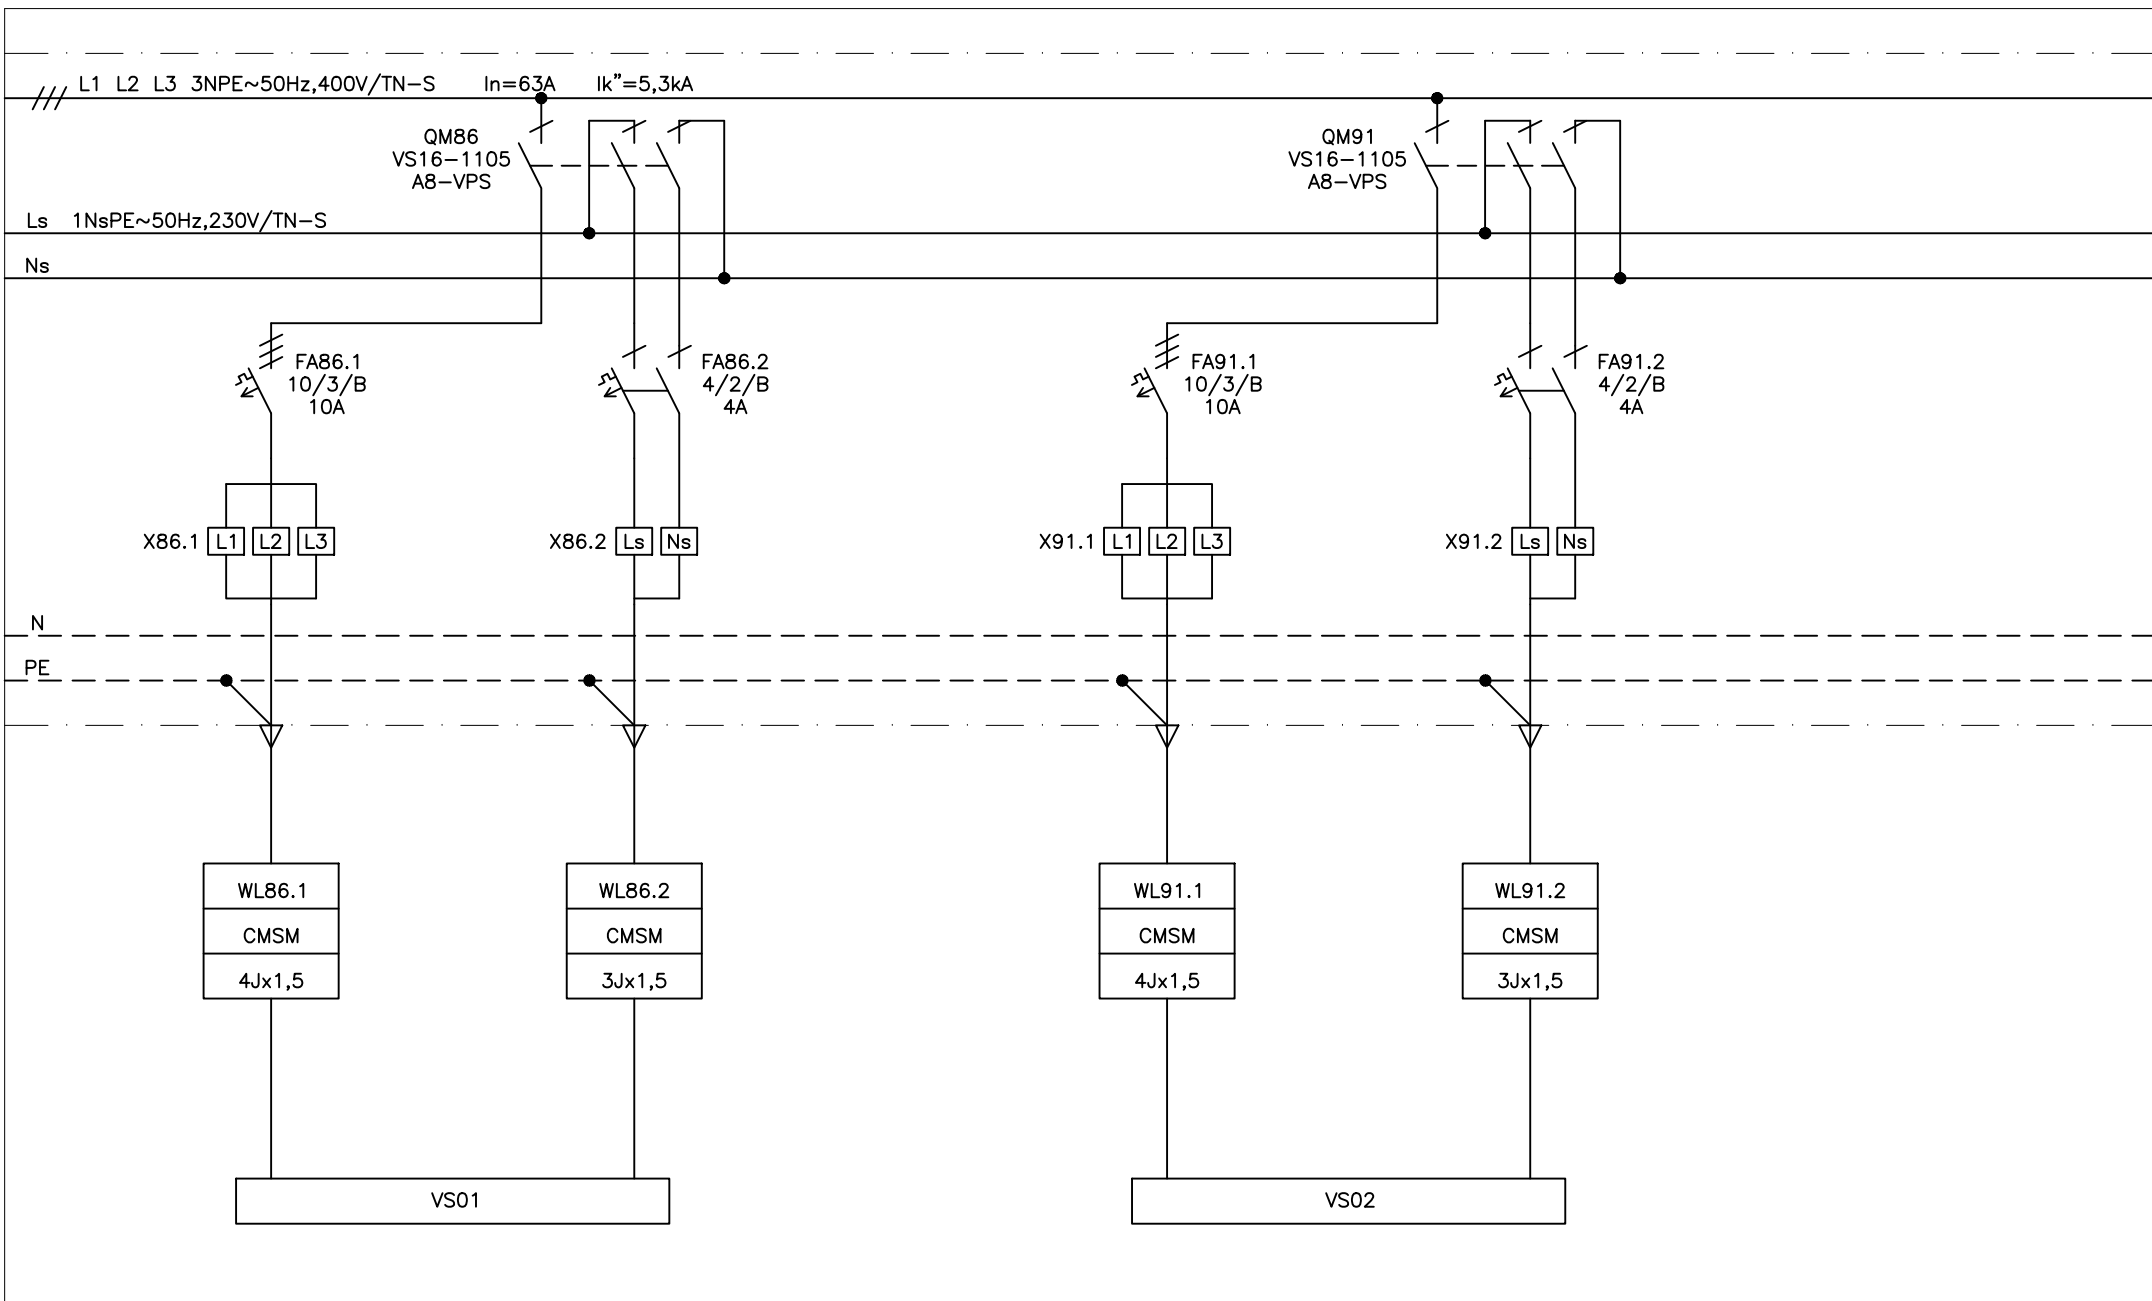 L1 L2 L3 3NPE~50Hz,400V/TN-S In=63A Ik"=5,3kA
QM86
VS16-1105
A8-VPS
QM91
VS16-1105
A8-VPS
Ls 1NsPE~50Hz,230V/TN-S
Ns
FA86.1
10/3/B
10A
FA86.2
4/2/B
4A
FA91.1
10/3/B
10A
FA91.2
4/2/B
4A
X86.1 L1 L2 L3
X86.2 Ls Ns
X91.1 L1 L2 L3
X91.2 Ls Ns
N
PE
WL86.1
CMSM
4Jx1,5
WL86.2
CMSM
3Jx1,5
WL91.1
CMSM
4Jx1,5
WL91.2
CMSM
3Jx1,5
VS01
VS02